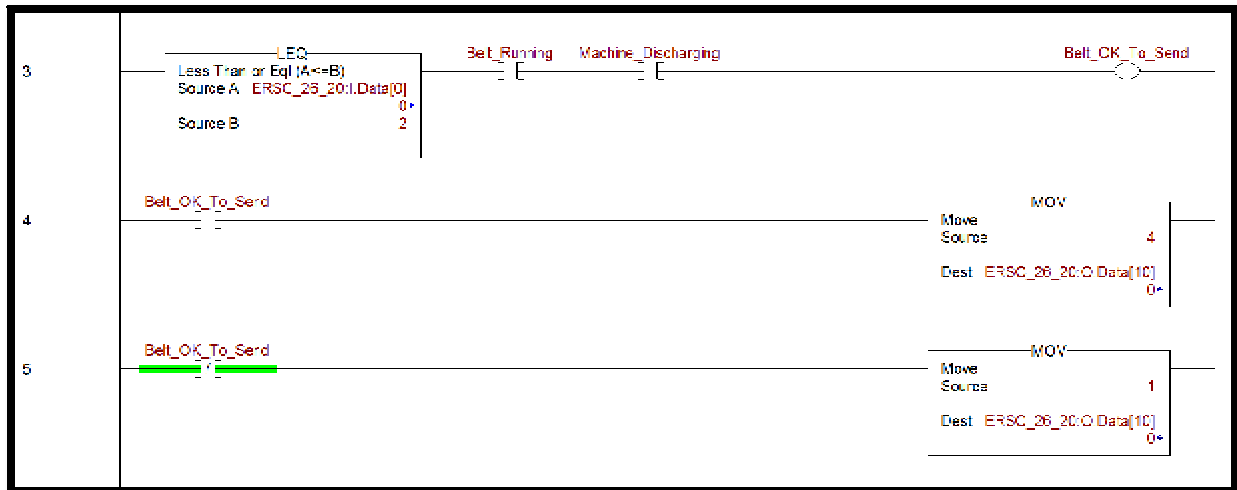 3
LEQ
Less Than or Eql (A<=B)
Source A ERSC_26_20:I.Data[0]
0
Source B 2
Belt_Running
Machine_Discharging
Belt_OK_To_Send
4
Belt_OK_To_Send
MOV
Move
Source 4
Dest ERSC_26_20:O.Data[10]
0
5
Belt_OK_To_Send
MOV
Move
Source 1
Dest ERSC_26_20:O.Data[10]
0